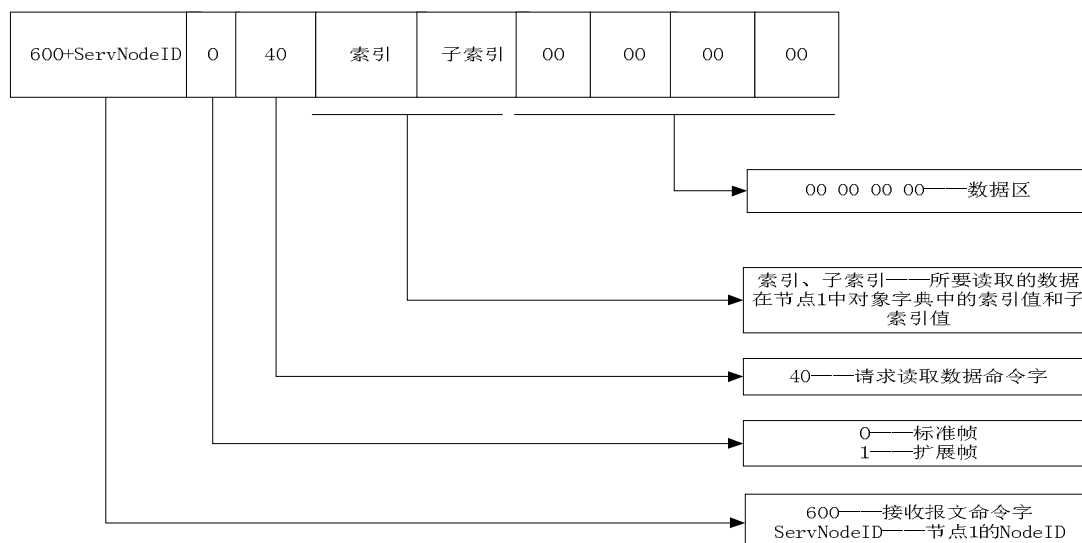 600+ServNodeID 0 40 索引 子索引 00 00 00 00
00 00 00 00——数据区
索引、子索引——所要读取的数据
在节点1中对象字典中的索引值和子
索引值
40——请求读取数据命令字
0——标准帧
1——扩展帧
600——接收报文命令字
ServNodeID——节点1的NodeID